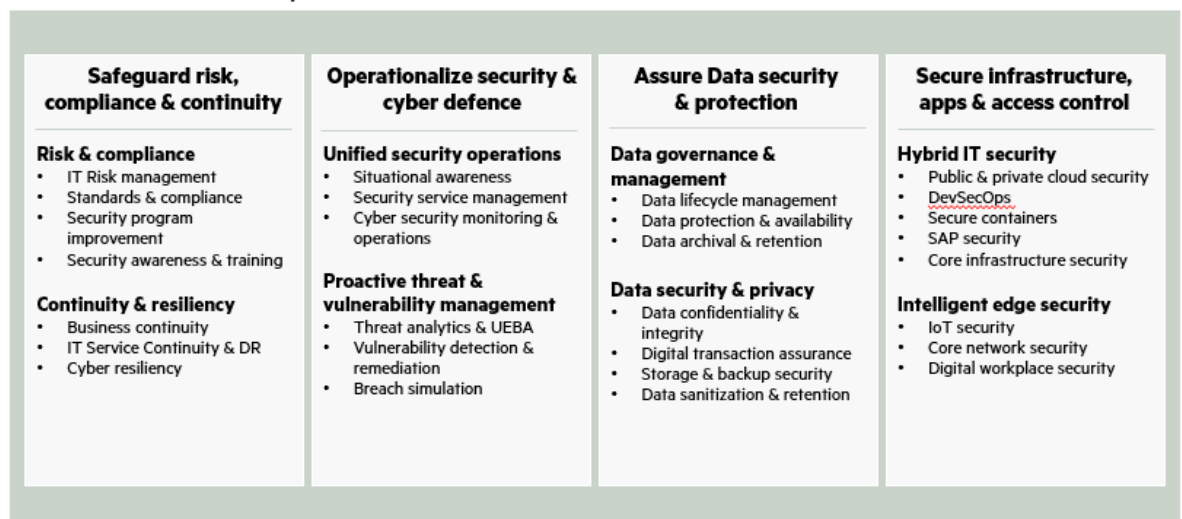 Safeguard risk,
compliance & continuity
Risk & compliance
• IT Risk management
• Standards & compliance
• Security program
improvement
• Security awareness & training
Continuity & resiliency
• Business continuity
• IT Service Continuity & DR
• Cyber resiliency
Operationalize security &
cyber defence
Unified security operations
• Situational awareness
• Security service management
• Cyber security monitoring &
operations
Proactive threat &
vulnerability management
• Threat analytics & UEBA
• Vulnerability detection &
remediation
• Breach simulation
Assure Data security
& protection
Data governance &
management
• Data lifecycle management
• Data protection & availability
• Data archival & retention
Data security & privacy
• Data confidentiality &
integrity
• Digital transaction assurance
• Storage & backup security
• Data sanitization & retention
Secure infrastructure,
apps & access control
Hybrid IT security
• Public & private cloud security
• DevSecOps
• Secure containers
• SAP security
• Core infrastructure security
Intelligent edge security
• IoT security
• Core network security
• Digital workplace security